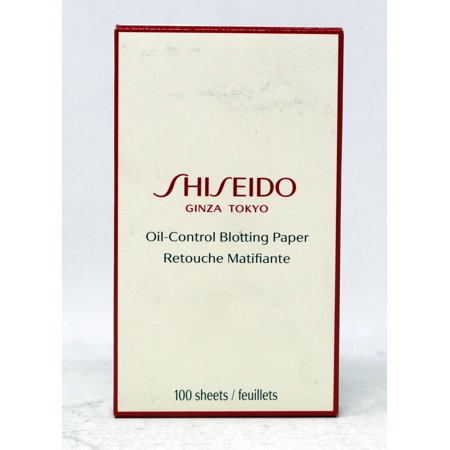 SHISEIDO
GINZA TOKYO
Oil-Control Blotting Paper
Retouche Matifiante
100 sheets / feuillets